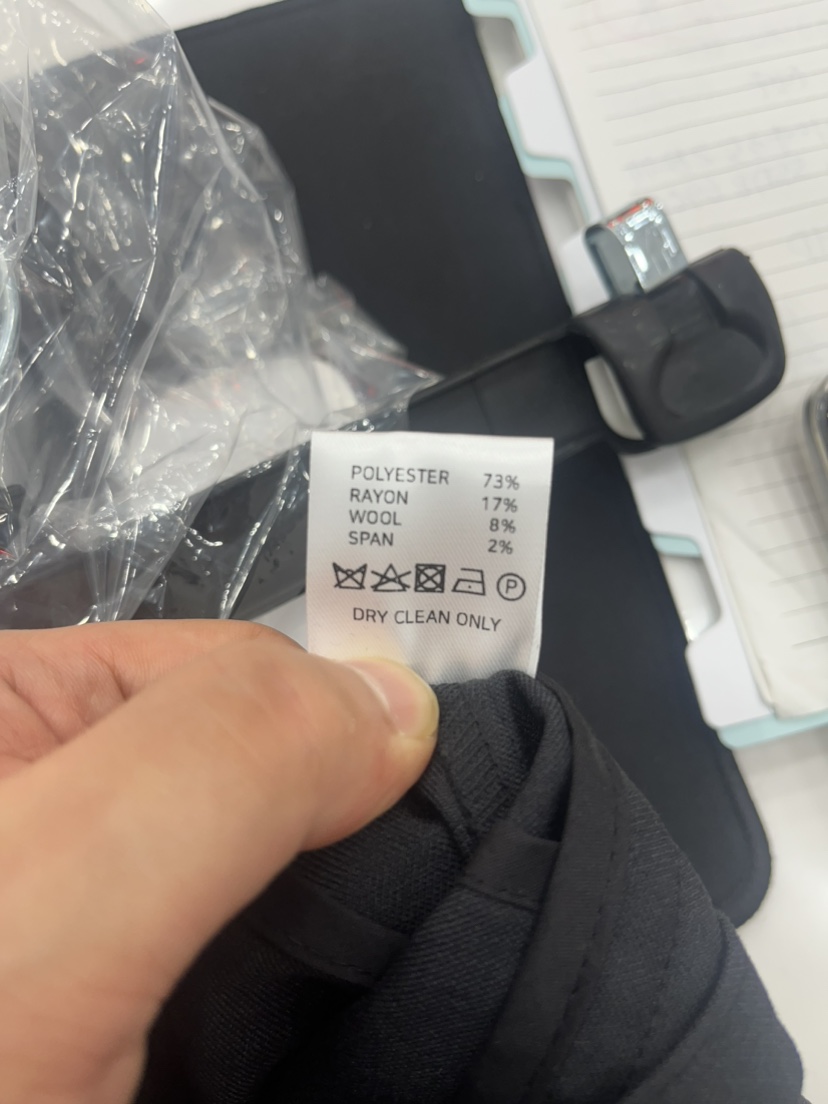 POLYESTER 73%
RAYON 17%
WOOL 8%
SPAN 2%
P
DRY CLEAN ONLY